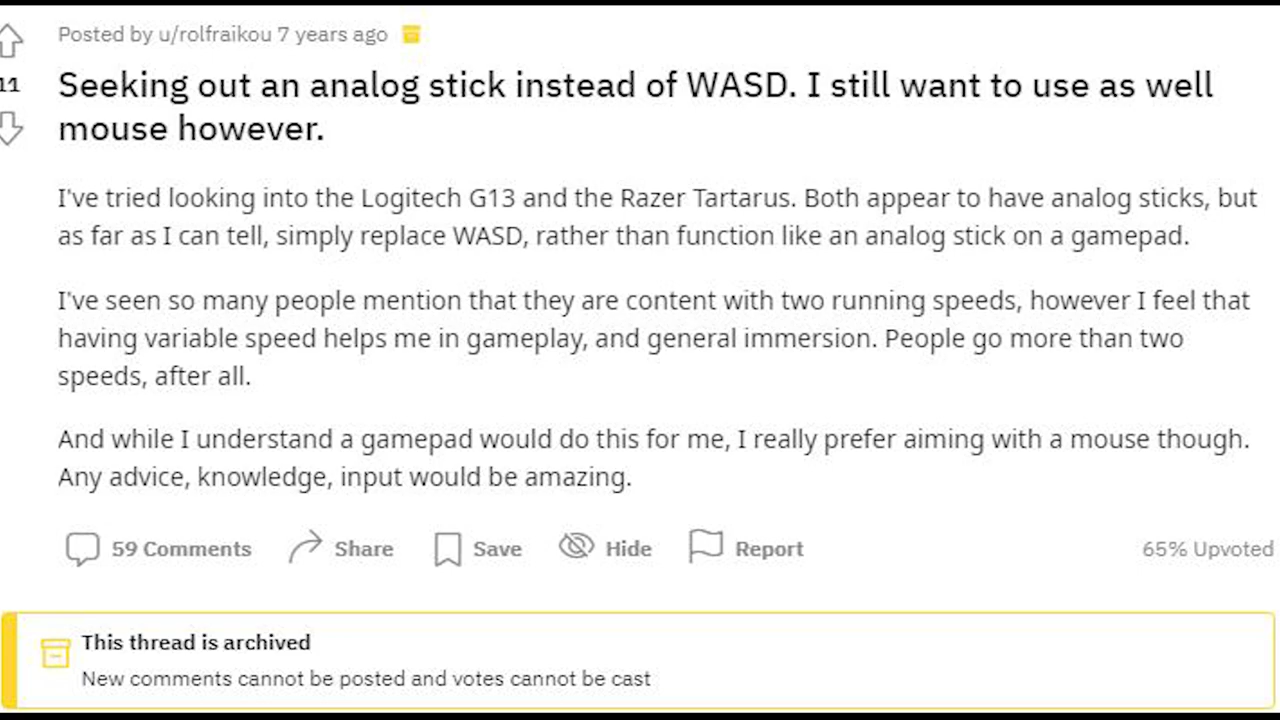 Posted by u/rolfraikou 7 years ago
11
Seeking out an analog stick instead of WASD. I still want to use as well
mouse however.
I've tried looking into the Logitech G13 and the Razer Tartarus. Both appear to have analog sticks, but
as far as I can tell, simply replace WASD, rather than function like an analog stick on a gamepad.
I've seen so many people mention that they are content with two running speeds, however I feel that
having variable speed helps me in gameplay, and general immersion. People go more than two
speeds, after all.
And while I understand a gamepad would do this for me, I really prefer aiming with a mouse though.
Any advice, knowledge, input would be amazing.
59 Comments Share Save Hide Report 65% Upvoted
This thread is archived
New comments cannot be posted and votes cannot be cast